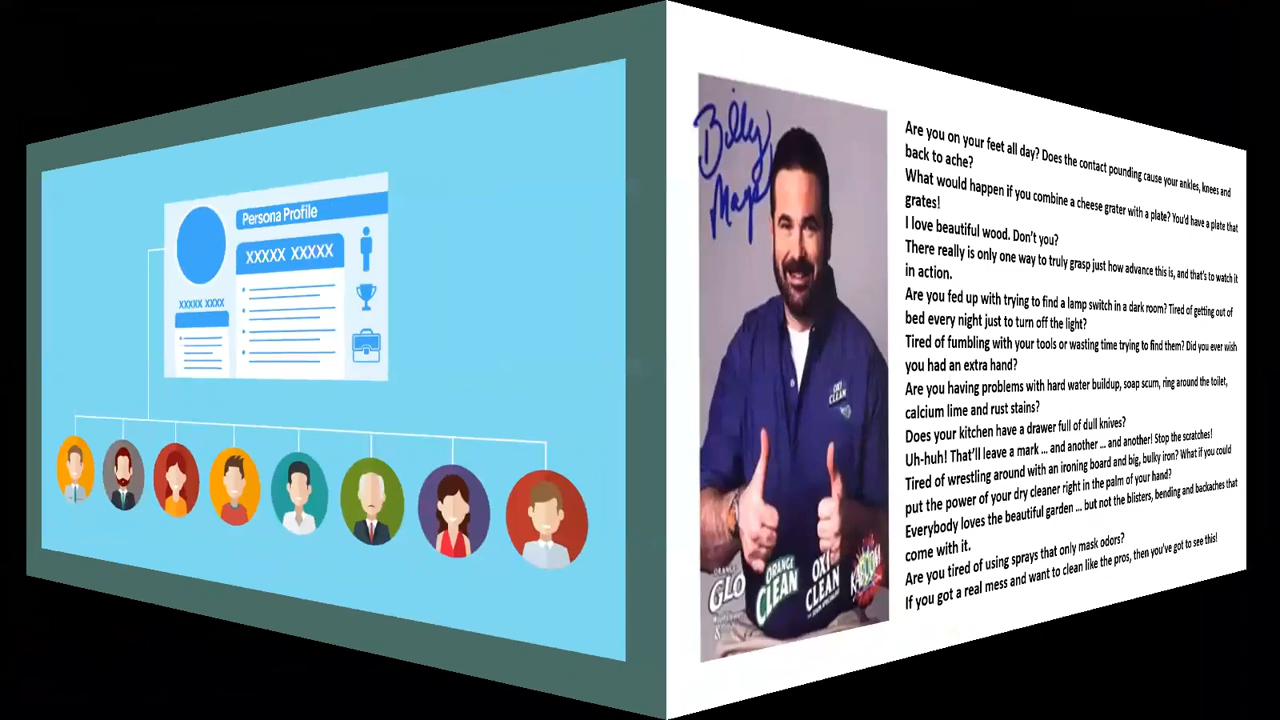 Persona Profile
XXXXX XXXXX
XXXXX XXXX
Billy
Mays
OXI
CLEAN
ORANGE
GLO
ORANGE
CLEAN
OXI
CLEAN
KABOOM!
Are you on your feet all day? Does the contact pounding cause your ankles, knees and
back to ache?
What would happen if you combine a cheese grater with a plate? You'd have a plate that
grates!
I love beautiful wood. Don't you?
There really is only one way to truly grasp just how advance this is, and that's to watch it
in action.
Are you fed up with trying to find a lamp switch in a dark room? Tired of getting out of
bed every night just to turn off the light?
Tired of fumbling with your tools or wasting time trying to find them? Did you ever wish
you had an extra hand?
Are you having problems with hard water buildup, soap scum, ring around the toilet,
calcium lime and rust stains?
Does your kitchen have a drawer full of dull knives?
Uh-huh! That'll leave a mark ... and another ... and another! Stop the scratches!
Tired of wrestling around with an ironing board and big, bulky iron? What if you could
put the power of your dry cleaner right in the palm of your hand?
Everybody loves the beautiful garden ... but not the blisters, bending and backaches that
come with it.
Are you tired of using sprays that only mask odors?
If you got a real mess and want to clean like the pros, then you've got to see this!